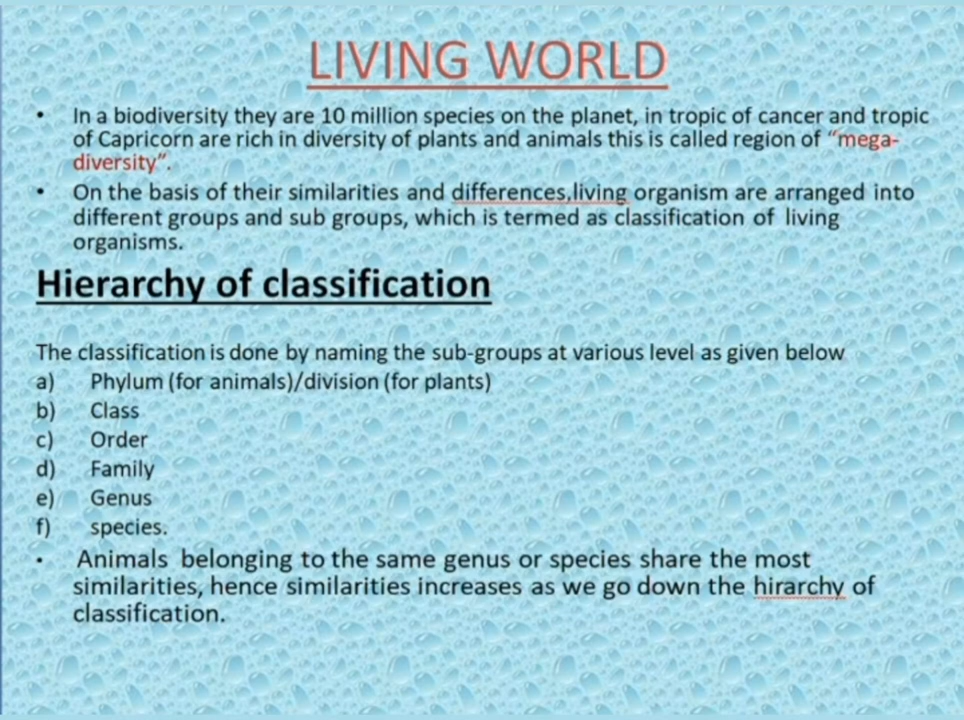 LIVING WORLD
• In a biodiversity they are 10 million species on the planet, in tropic of cancer and tropic
of Capricorn are rich in diversity of plants and animals this is called region of “mega-
diversity”.
• On the basis of their similarities and differences,living organism are arranged into
different groups and sub groups, which is termed as classification of living
organisms.
Hierarchy of classification
The classification is done by naming the sub-groups at various level as given below
a) Phylum (for animals)/division (for plants)
b) Class
c) Order
d) Family
e) Genus
f) species.
• Animals belonging to the same genus or species share the most
similarities, hence similarities increases as we go down the hirarchy of
classification.